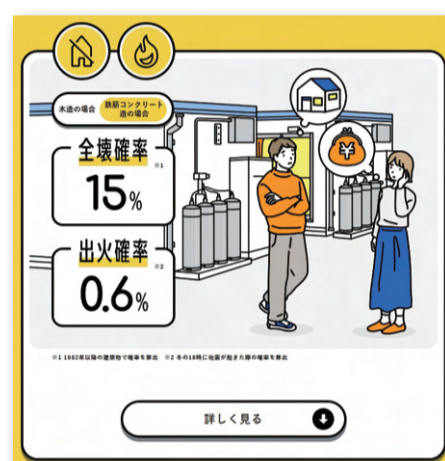 木造の場合
鉄筋コンクリート
造の場合
全壊確率
※1
15%
出火確率
※2
0.6%
¥
※1 1982年以降の建築物で確率を算出 ※2 冬の18時に地震が起きた際の確率を算出
詳しく見る